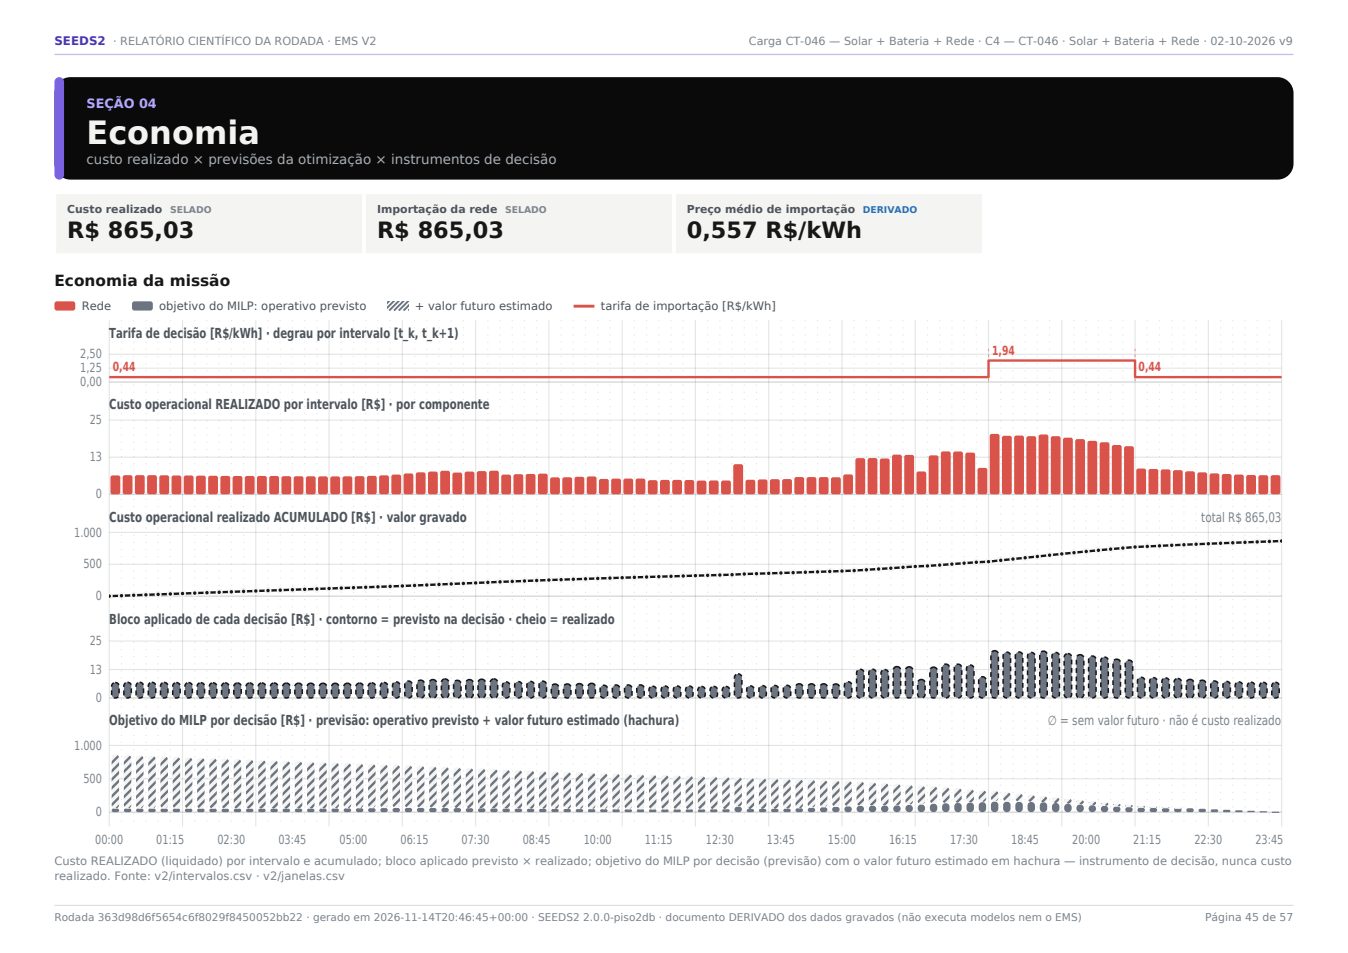 SEEDS2 · RELATÓRIO CIENTÍFICO DA RODADA · EMS V2
Carga CT-046 — Solar + Bateria + Rede · C4 — CT-046 · Solar + Bateria + Rede · 02-10-2026 v9
SEÇÃO 04
Economia
custo realizado × previsões da otimização × instrumentos de decisão
Custo realizado SELADO
R$ 865,03
Importação da rede SELADO
R$ 865,03
Preço médio de importação DERIVADO
0,557 R$/kWh
Economia da missão
Rede
objetivo do MILP: operativo previsto
+ valor futuro estimado
tarifa de importação [R$/kWh]
Tarifa de decisão [R$/kWh] · degrau por intervalo [t_k, t_k+1)
2,50
1,25
0,00
0,44
1,94
0,44
Custo operacional REALIZADO por intervalo [R$] · por componente
25
13
0
Custo operacional realizado ACUMULADO [R$] · valor gravado
total R$ 865,03
1.000
500
0
Bloco aplicado de cada decisão [R$] · contorno = previsto na decisão · cheio = realizado
25
13
0
Objetivo do MILP por decisão [R$] · previsão: operativo previsto + valor futuro estimado (hachura)
∅ = sem valor futuro · não é custo realizado
1.000
500
0
00:00 01:15 02:30 03:45 05:00 06:15 07:30 08:45 10:00 11:15 12:30 13:45 15:00 16:15 17:30 18:45 20:00 21:15 22:30 23:45
Custo REALIZADO (liquidado) por intervalo e acumulado; bloco aplicado previsto × realizado; objetivo do MILP por decisão (previsão) com o valor futuro estimado em hachura — instrumento de decisão, nunca custo
realizado. Fonte: v2/intervalos.csv · v2/janelas.csv
Rodada 363d98d6f5654c6f8029f8450052bb22 · gerado em 2026-11-14T20:46:45+00:00 · SEEDS2 2.0.0-piso2db · documento DERIVADO dos dados gravados (não executa modelos nem o EMS)
Página 45 de 57